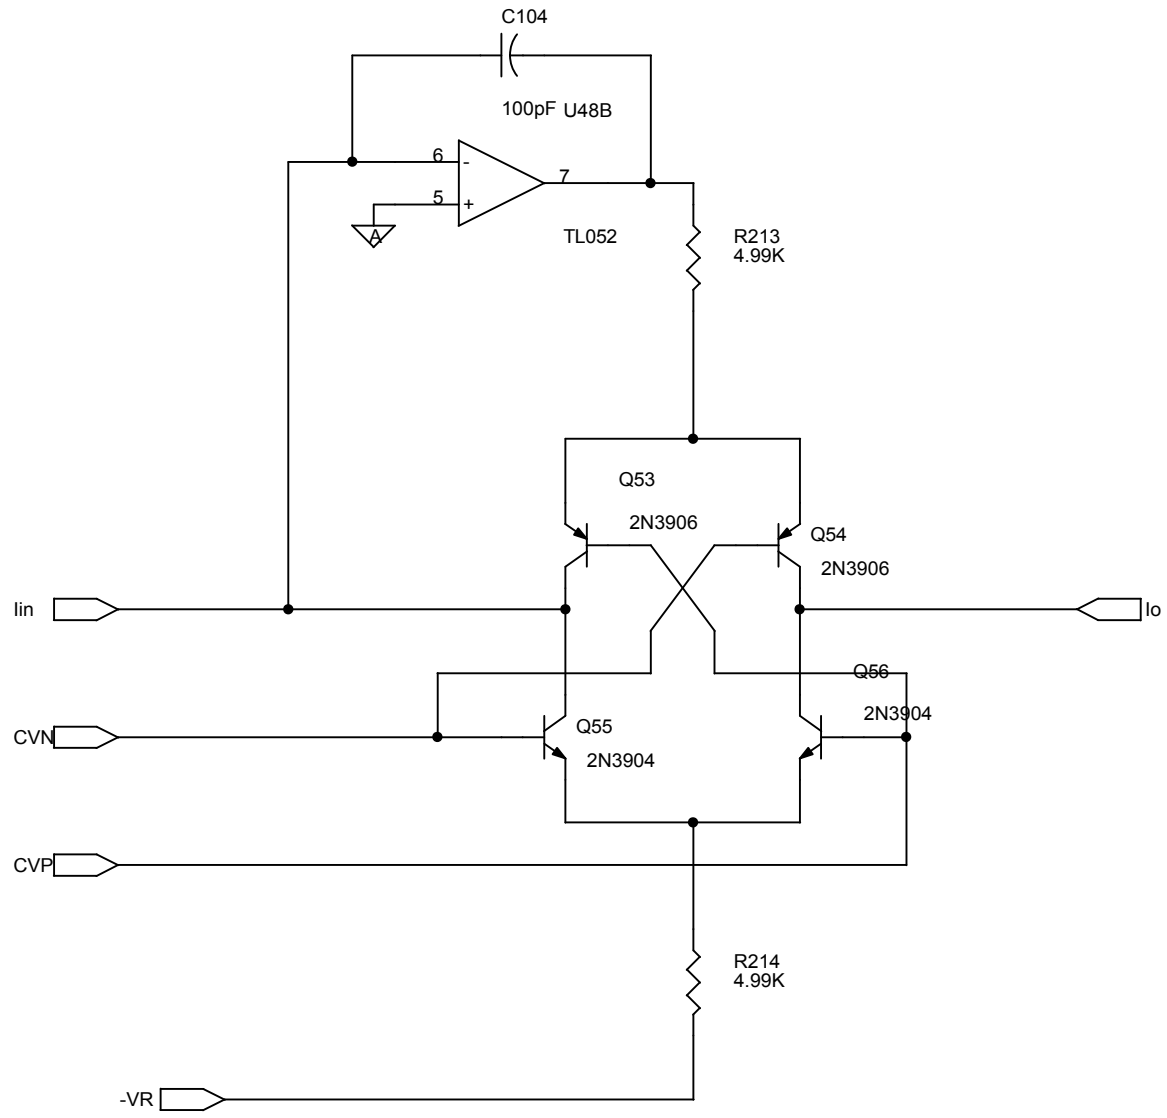 C104
100pF
U48B
6
-
7
5
+
A
TL052
R213
4.99K
Q53
2N3906
Q54
2N3906
Iin
Io
Q56
2N3904
Q55
2N3904
CVN
CVP
R214
4.99K
-VR